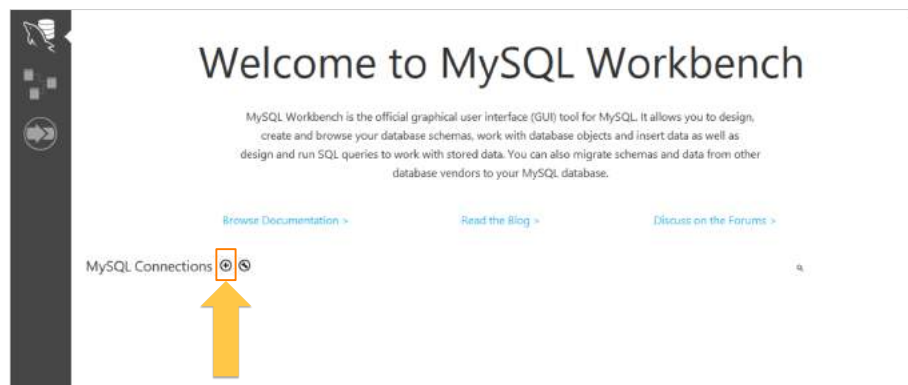 Welcome to MySQL Workbench
MySQL Workbench is the official graphical user interface (GUI) tool for MySQL. It allows you to design,
create and browse your database schemas, work with database objects and insert data as well as
design and run SQL queries to work with stored data. You can also migrate schemas and data from other
database vendors to your MySQL database.
Browse Documentation > Read the Blog > Discuss on the Forums >
MySQL Connections